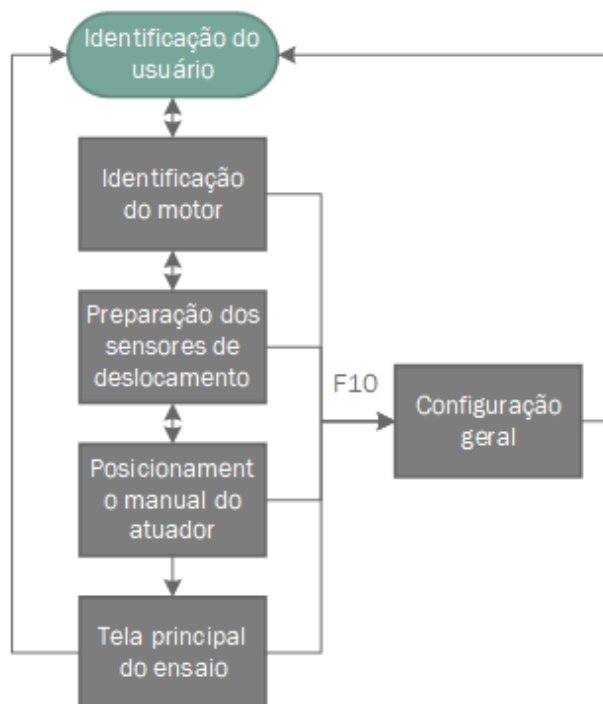 Identificação do
usuário
Identificação
do motor
Preparação dos
sensores de
deslocamento
F10
Configuração
geral
Posicionament
o manual do
atuador
Tela principal
do ensaio